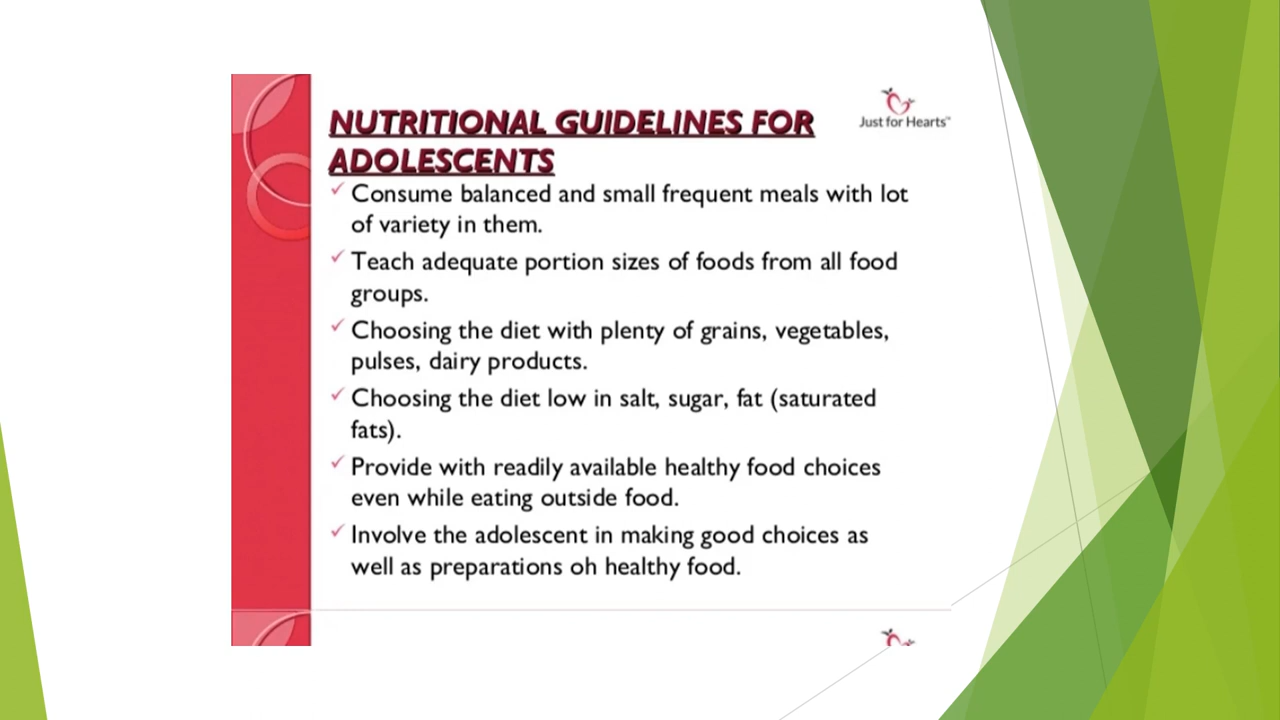 NUTRITIONAL GUIDELINES FOR
ADOLESCENTS
Just for Hearts™
✓ Consume balanced and small frequent meals with lot
of variety in them.
✓ Teach adequate portion sizes of foods from all food
groups.
✓ Choosing the diet with plenty of grains, vegetables,
pulses, dairy products.
✓ Choosing the diet low in salt, sugar, fat (saturated
fats).
✓ Provide with readily available healthy food choices
even while eating outside food.
✓ Involve the adolescent in making good choices as
well as preparations oh healthy food.